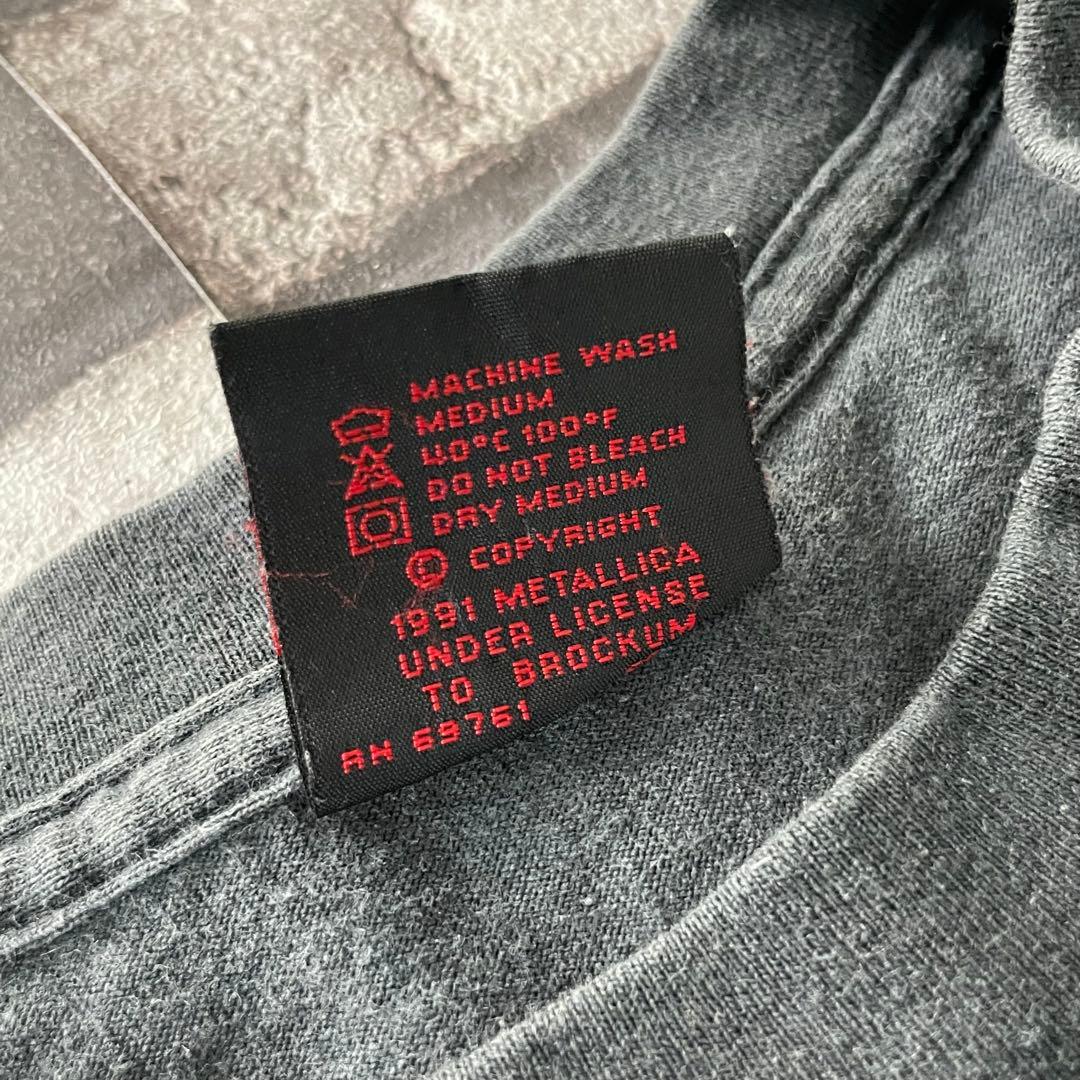 MACHINE WASH
MEDIUM
40°C 100°F
DO NOT BLEACH
DRY MEDIUM
© COPYRIGHT
1991 METALLICA
UNDER LICENSE
TO BROCKUM
RN 69761